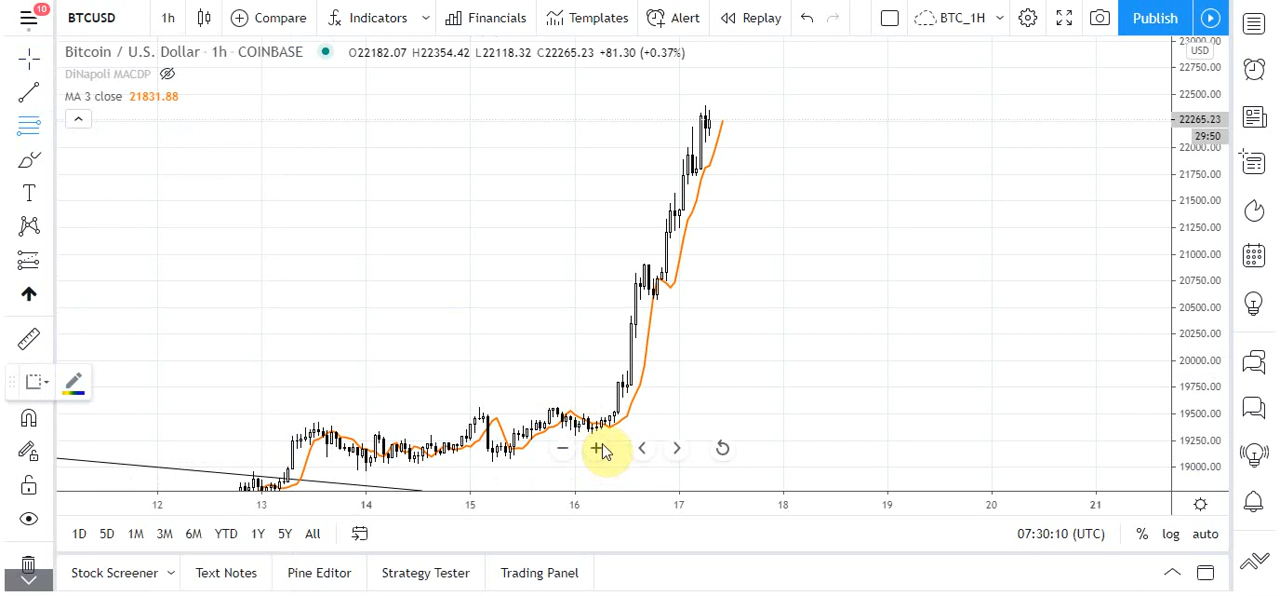 10
BTCUSD 1h Compare Indicators Financials Templates Alert Replay BTC_1H Publish
Bitcoin / U.S. Dollar · 1h · COINBASE O22182.07 H22354.42 L22118.32 C22265.23 +81.30 (+0.37%)
DiNapoli MACDP
MA 3 close 21831.88
23000.00
USD
22750.00
22500.00
22265.23
29:50
22000.00
21750.00
21500.00
21250.00
21000.00
20750.00
20500.00
20250.00
20000.00
19750.00
19500.00
19250.00
19000.00
12 13 14 15 16 17 18 19 20 21
1D 5D 1M 3M 6M YTD 1Y 5Y All 07:30:10 (UTC) % log auto
Stock Screener Text Notes Pine Editor Strategy Tester Trading Panel